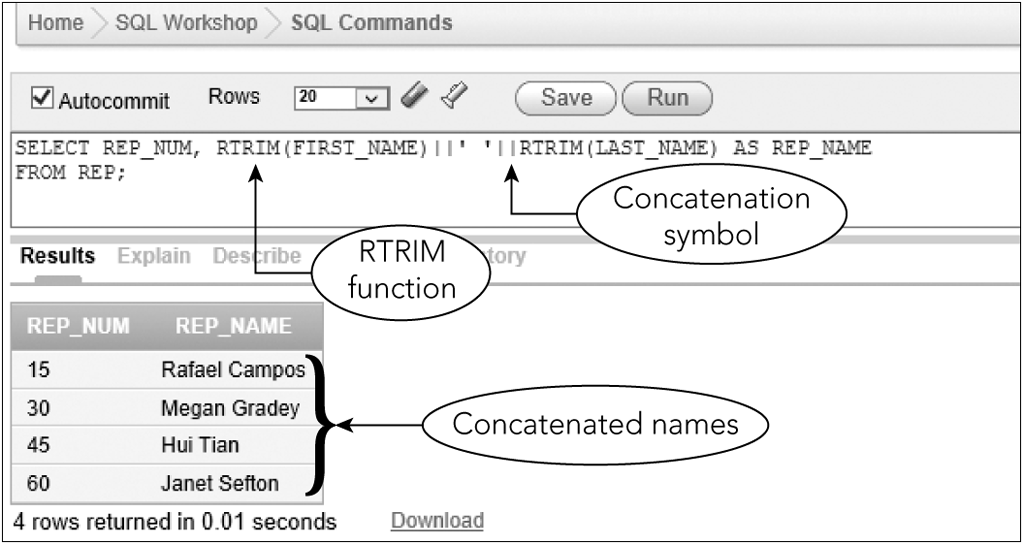 Home SQL Workshop SQL Commands
Autocommit Rows 20 Save Run
SELECT REP_NUM, RTRIM(FIRST_NAME)||' '||RTRIM(LAST_NAME) AS REP_NAME
FROM REP;
Concatenation
symbol
RTRIM
function
Results Explain Describe tory
REP_NUM REP_NAME
15 Rafael Campos
30 Megan Gradey
45 Hui Tian
60 Janet Sefton
Concatenated names
4 rows returned in 0.01 seconds Download